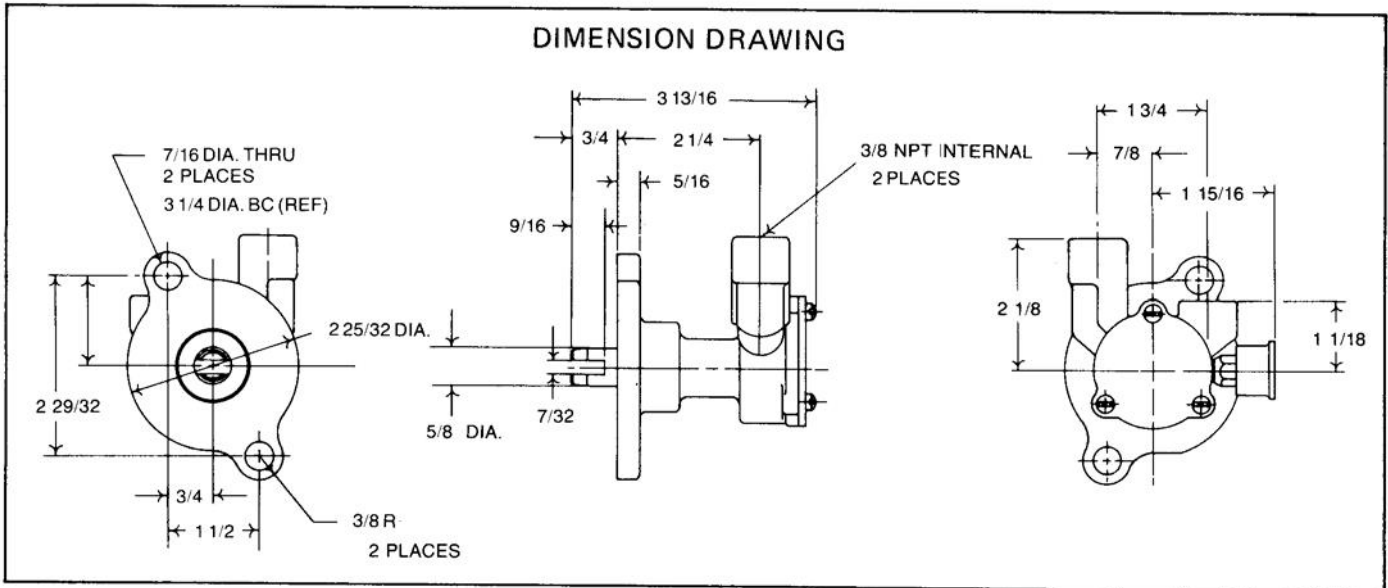 DIMENSION DRAWING
7/16 DIA. THRU
2 PLACES
3 1/4 DIA. BC (REF)
2 25/32 DIA.
2 29/32
3/4
1 1/2
3/8 R
2 PLACES
3 13/16
3/4
2 1/4
5/16
9/16
3/8 NPT INTERNAL
2 PLACES
5/8 DIA.
7/32
1 3/4
7/8
1 15/16
2 1/8
1 1/18